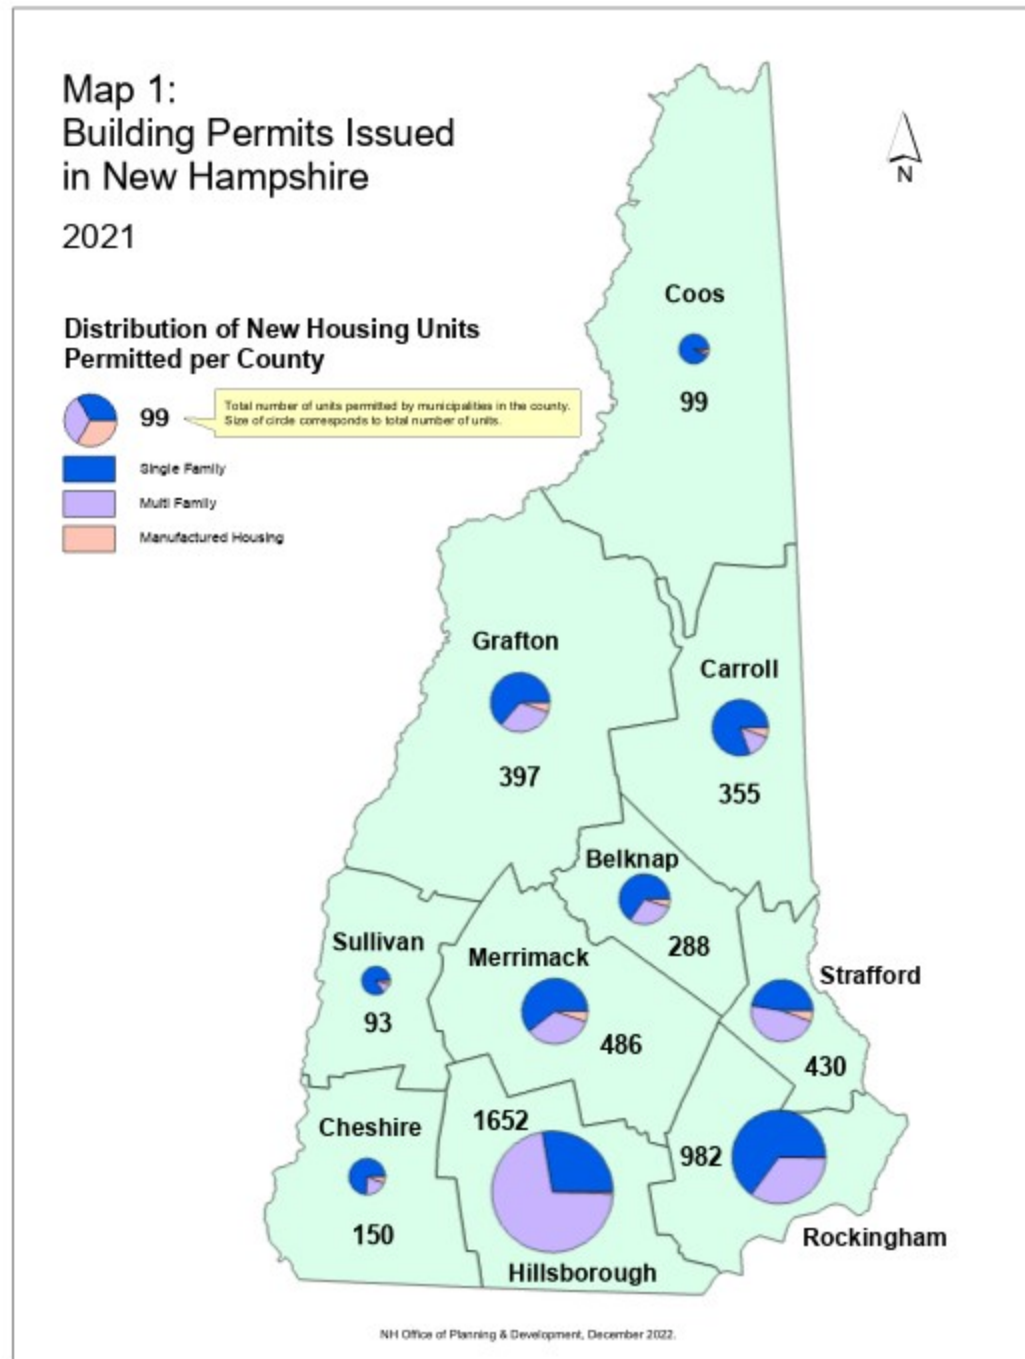 Map 1:
Building Permits Issued
in New Hampshire
2021
N
Distribution of New Housing Units
Permitted per County
99
Total number of units permitted by municipalities in the county.
Size of circle corresponds to total number of units.
Single Family
Multi Family
Manufactured Housing
Coos
99
Grafton
397
Carroll
355
Belknap
288
Sullivan
93
Merrimack
486
Strafford
430
Cheshire
150
1652
Hillsborough
982
Rockingham
NH Office of Planning & Development, December 2022.